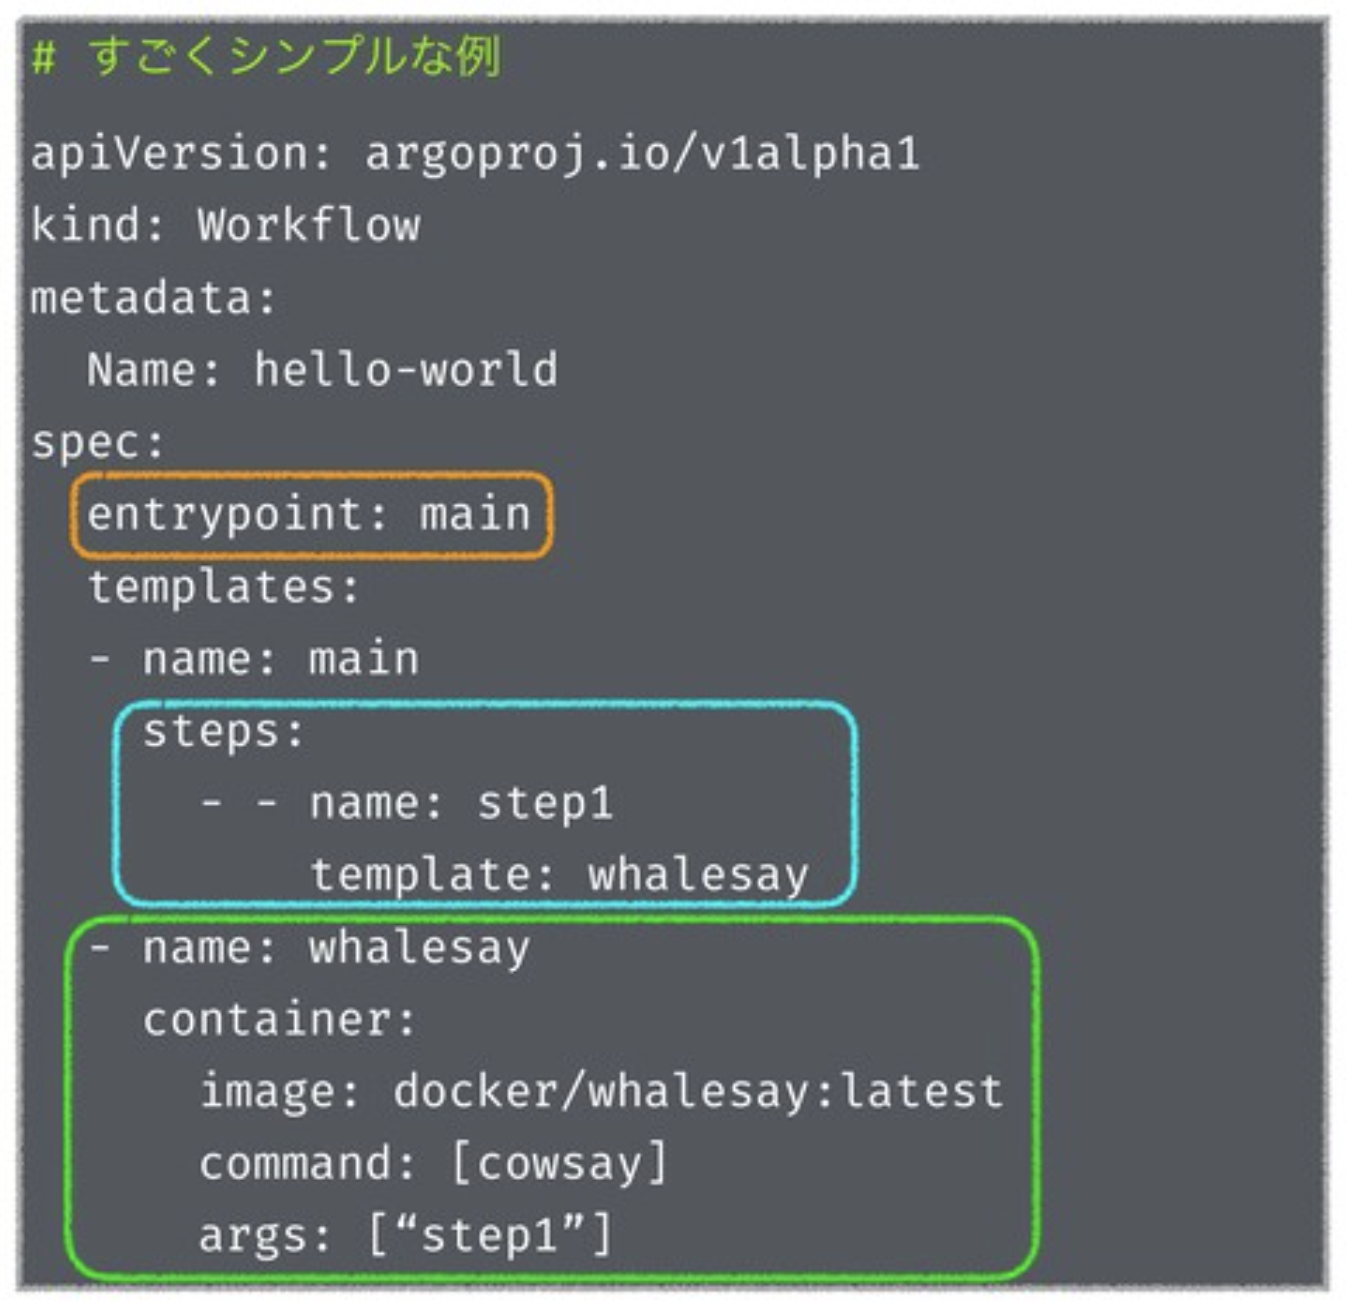 # すごくシンプルな例
apiVersion: argoproj.io/v1alpha1
kind: Workflow
metadata:
  Name: hello-world
spec:
  entrypoint: main
  templates:
  - name: main
    steps:
      - - name: step1
          template: whalesay
  - name: whalesay
    container:
      image: docker/whalesay:latest
      command: [cowsay]
      args: [“step1”]